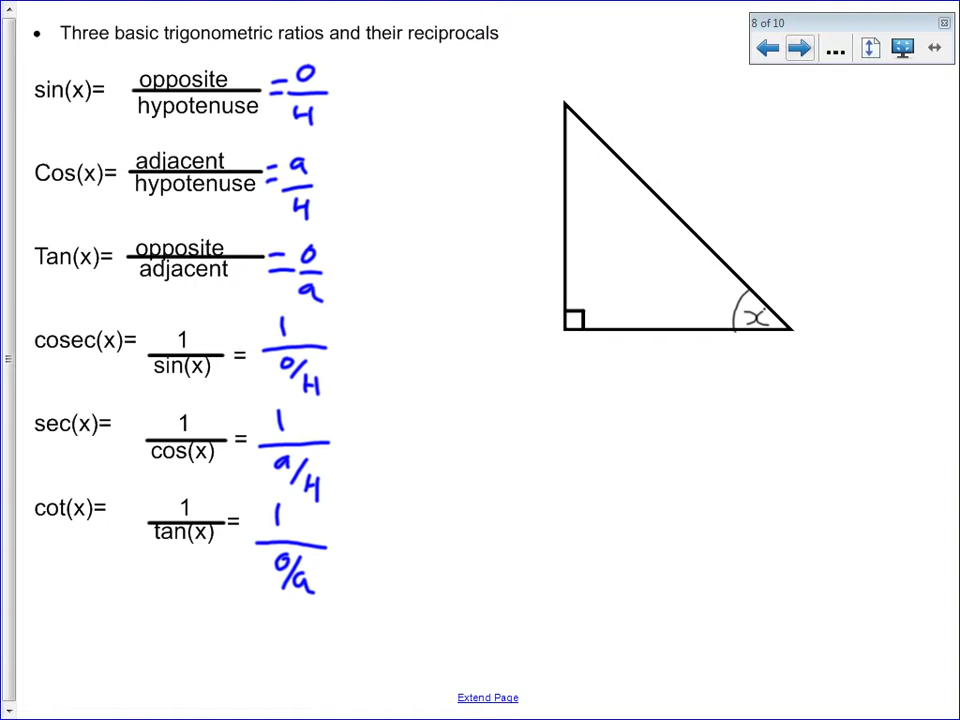 • Three basic trigonometric ratios and their reciprocals
8 of 10
sin(x)= opposite/hypotenuse = o/H
Cos(x)= adjacent/hypotenuse = a/H
Tan(x)= opposite/adjacent = o/a
cosec(x)= 1/sin(x) = 1/(o/H)
sec(x)= 1/cos(x) = 1/(a/H)
cot(x)= 1/tan(x) = 1/(o/a)
x
Extend Page